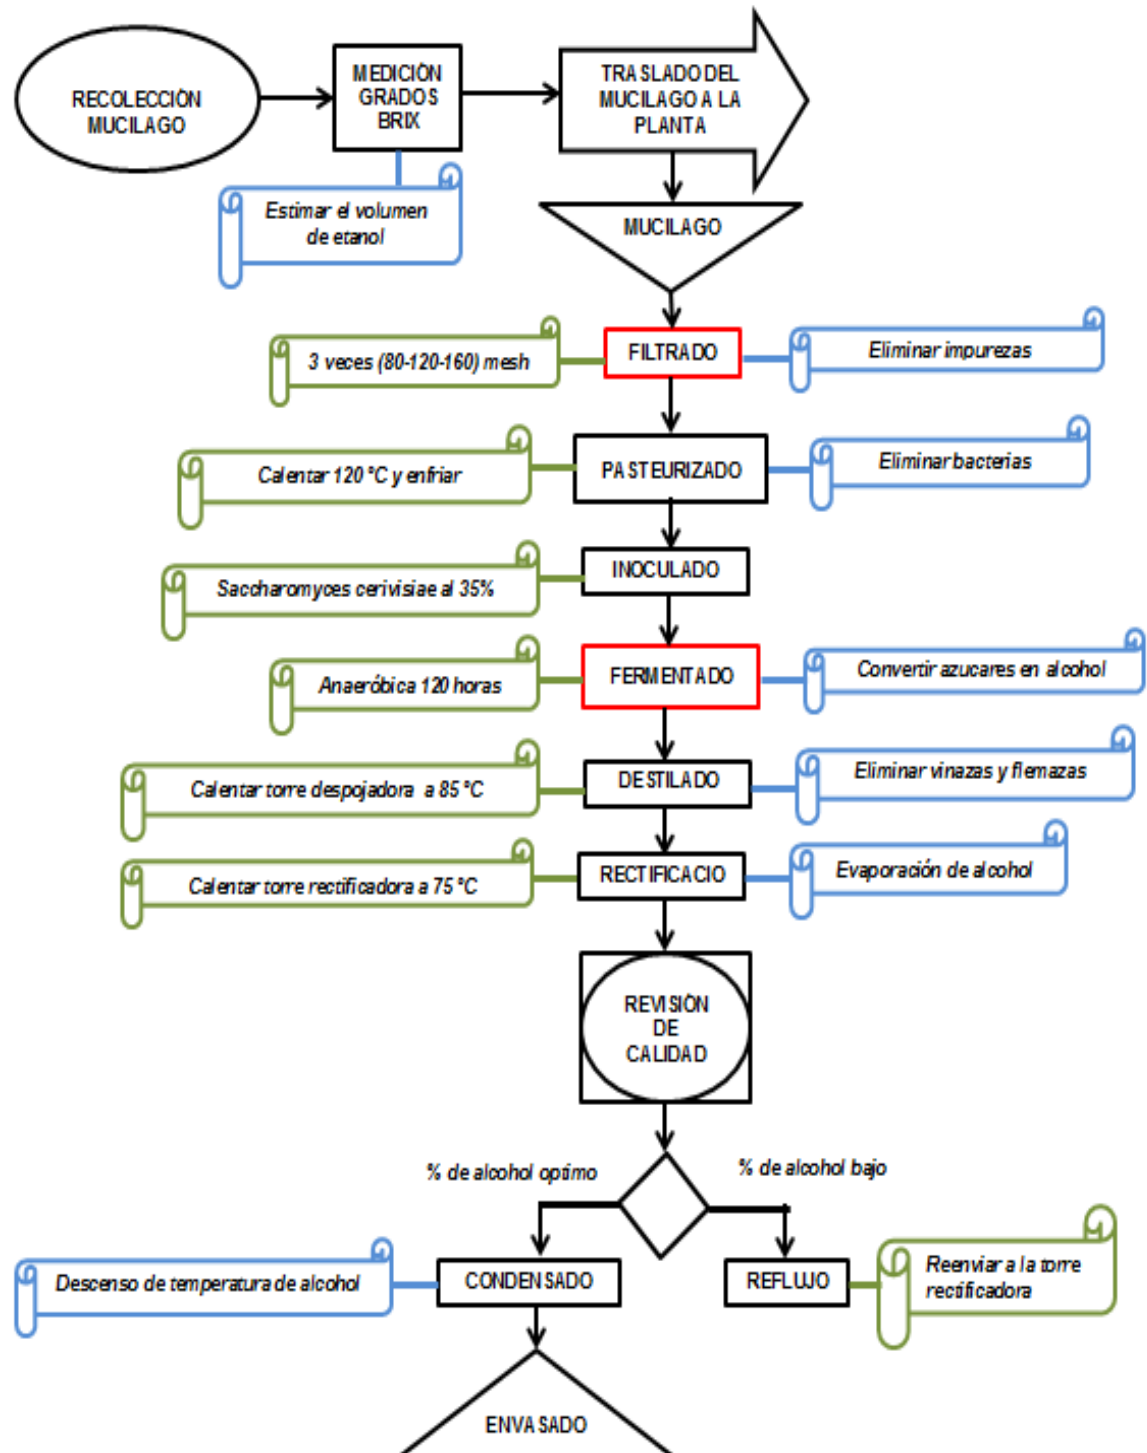 RECOLECCIÓN
MUCILAGO
MEDICIÓN
GRADOS
BRIX
TRASLADO DEL
MUCILAGO A LA
PLANTA
Estimar el volumen
de etanol
MUCILAGO
3 veces (80-120-160) mesh
FILTRADO
Eliminar impurezas
Calentar 120 °C y enfriar
PASTEURIZADO
Eliminar bacterias
Saccharomyces cerivisiae al 35%
INOCULADO
Anaeróbica 120 horas
FERMENTADO
Convertir azucares en alcohol
Calentar torre despojadora a 85 °C
DESTILADO
Eliminar vinazas y flemazas
Calentar torre rectificadora a 75 °C
RECTIFICACIO
Evaporación de alcohol
REVISIÓN
DE
CALIDAD
% de alcohol optimo
% de alcohol bajo
Descenso de temperatura de alcohol
CONDENSADO
REFLUJO
Reenviar a la torre
rectificadora
ENVASADO